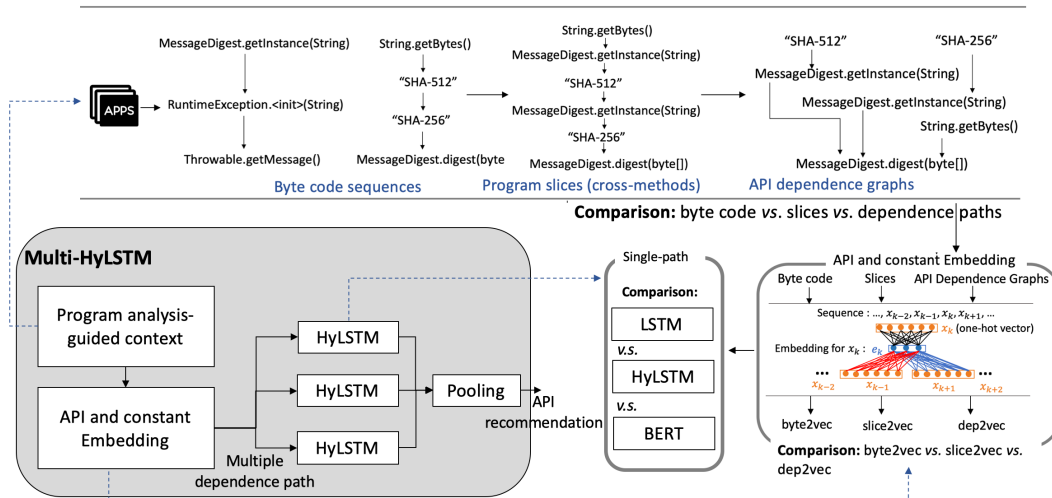 MessageDigest.getInstance(String)
RuntimeException.<init>(String)
Throwable.getMessage()
APPS
String.getBytes()
“SHA-512”
“SHA-256”
MessageDigest.digest(byte
Byte code sequences
String.getBytes()
MessageDigest.getInstance(String)
“SHA-512”
MessageDigest.getInstance(String)
“SHA-256”
MessageDigest.digest(byte[])
Program slices (cross-methods)
“SHA-512”
“SHA-256”
MessageDigest.getInstance(String)
MessageDigest.getInstance(String)
String.getBytes()
MessageDigest.digest(byte[])
API dependence graphs
Comparison: byte code vs. slices vs. dependence paths
Multi-HyLSTM
Program analysis-
guided context
API and constant
Embedding
HyLSTM
HyLSTM
HyLSTM
Multiple
dependence path
Pooling
API
recommendation
Single-path
Comparison:
LSTM
v.s.
HyLSTM
v.s.
BERT
API and constant Embedding
Byte code
Slices
API Dependence Graphs
Sequence : ..., x_{k-2}, x_{k-1}, x_k, x_{k+1}, ...
x_k (one-hot vector)
Embedding for x_k : e_k
... ...
x_{k-2} x_{k-1} x_{k+1} x_{k+2}
byte2vec
slice2vec
dep2vec
Comparison: byte2vec vs. slice2vec vs.
dep2vec